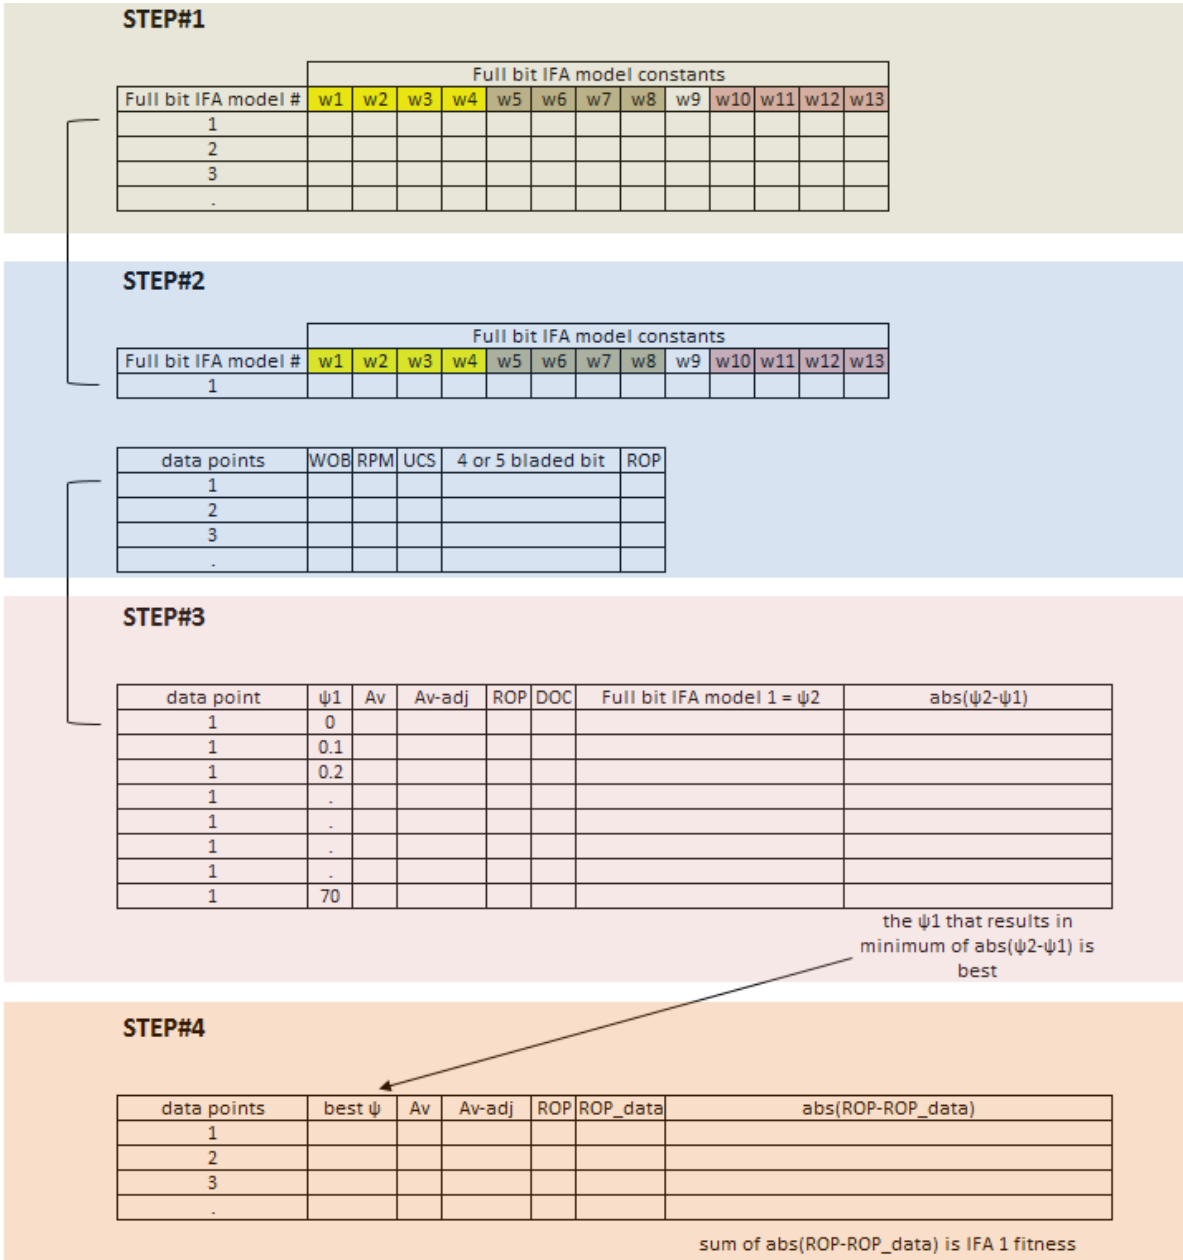 STEP#1
Full bit IFA model constants
Full bit IFA model # w1 w2 w3 w4 w5 w6 w7 w8 w9 w10 w11 w12 w13
1
2
3
.
STEP#2
Full bit IFA model constants
Full bit IFA model # w1 w2 w3 w4 w5 w6 w7 w8 w9 w10 w11 w12 w13
1
data points WOB RPM UCS 4 or 5 bladed bit ROP
1
2
3
.
STEP#3
data point ψ1 Av Av-adj ROP DOC Full bit IFA model 1 = ψ2 abs(ψ2-ψ1)
1 0
1 0.1
1 0.2
1 .
1 .
1 .
1 .
1 70
the ψ1 that results in
minimum of abs(ψ2-ψ1) is
best
STEP#4
data points best ψ Av Av-adj ROP ROP_data abs(ROP-ROP_data)
1
2
3
.
sum of abs(ROP-ROP_data) is IFA 1 fitness